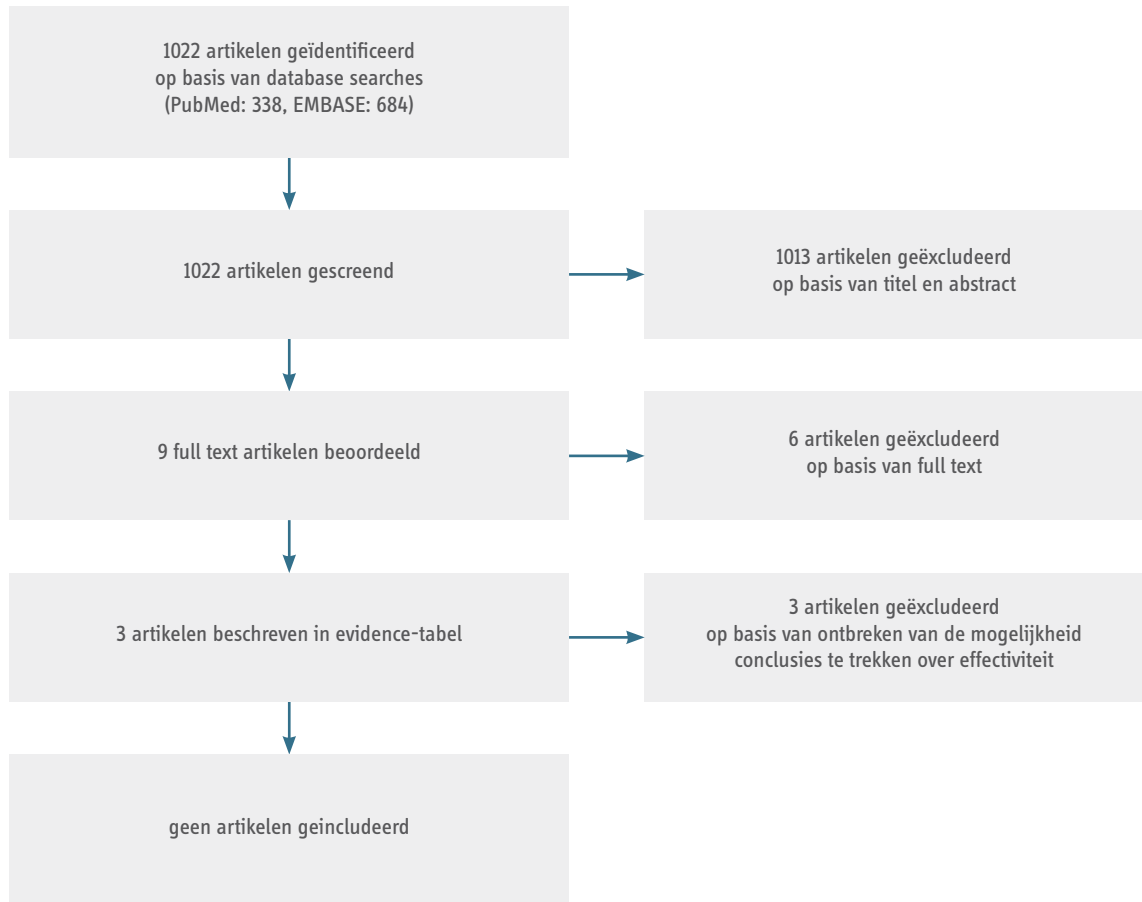 1022 artikelen geïdentificeerd
op basis van database searches
(PubMed: 338, EMBASE: 684)
1022 artikelen gescreend
1013 artikelen geëxcludeerd
op basis van titel en abstract
9 full text artikelen beoordeeld
6 artikelen geëxcludeerd
op basis van full text
3 artikelen beschreven in evidence-tabel
3 artikelen geëxcludeerd
op basis van ontbreken van de mogelijkheid
conclusies te trekken over effectiviteit
geen artikelen geincludeerd